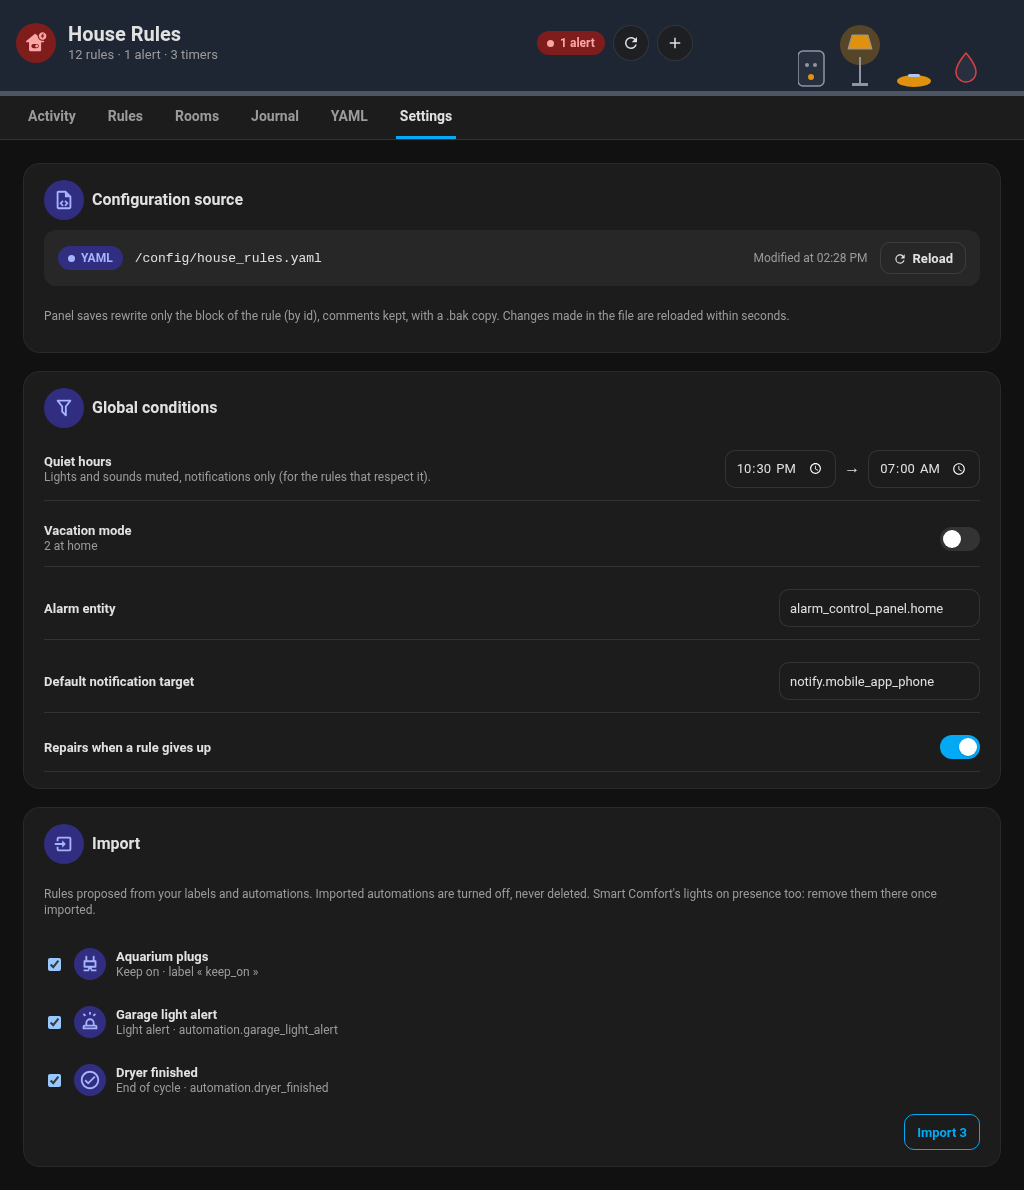 House Rules
12 rules · 1 alert · 3 timers
1 alert
Activity
Rules
Rooms
Journal
YAML
Settings
Configuration source
YAML
/config/house_rules.yaml
Modified at 02:28 PM
Reload
Panel saves rewrite only the block of the rule (by id), comments kept, with a .bak copy. Changes made in the file are reloaded within seconds.
Global conditions
Quiet hours
Lights and sounds muted, notifications only (for the rules that respect it).
10:30 PM → 07:00 AM
Vacation mode
2 at home
Alarm entity
alarm_control_panel.home
Default notification target
notify.mobile_app_phone
Repairs when a rule gives up
Import
Rules proposed from your labels and automations. Imported automations are turned off, never deleted. Smart Comfort's lights on presence too: remove them there once
imported.
Aquarium plugs
Keep on · label « keep_on »
Garage light alert
Light alert · automation.garage_light_alert
Dryer finished
End of cycle · automation.dryer_finished
Import 3